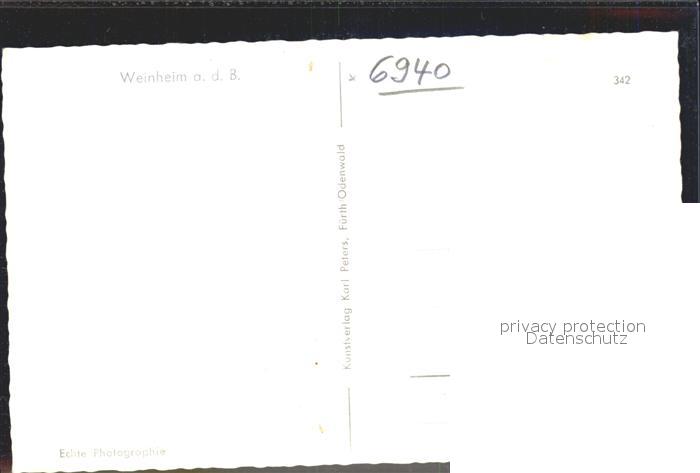 Weinheim a. d. B.
6940
342
Kunstverlag Karl Peters, Fürth/Odenwald
privacy protection
Datenschutz
Echte Photographie